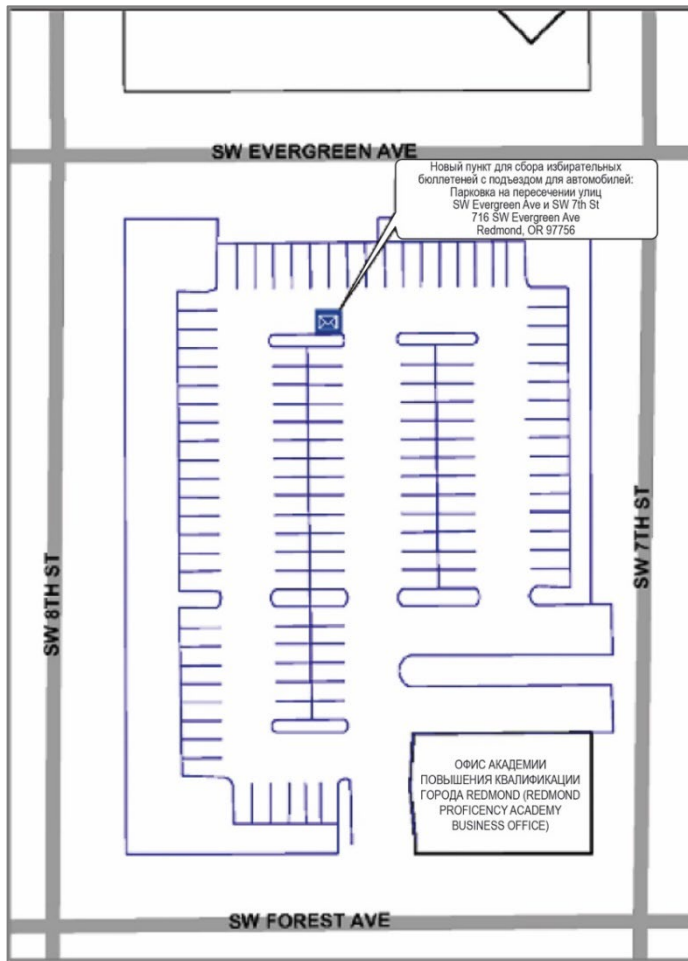 SW EVERGREEN AVE
Новый пункт для сбора избирательных
бюллетеней с подъездом для автомобилей:
Парковка на пересечении улиц
SW Evergreen Ave и SW 7th St
716 SW Evergreen Ave
Redmond, OR 97756
SW 8TH ST
SW 7TH ST
ОФИС АКАДЕМИИ
ПОВЫШЕНИЯ КВАЛИФИКАЦИИ
ГОРОДА REDMOND (REDMOND
PROFICENCY ACADEMY
BUSINESS OFFICE)
SW FOREST AVE